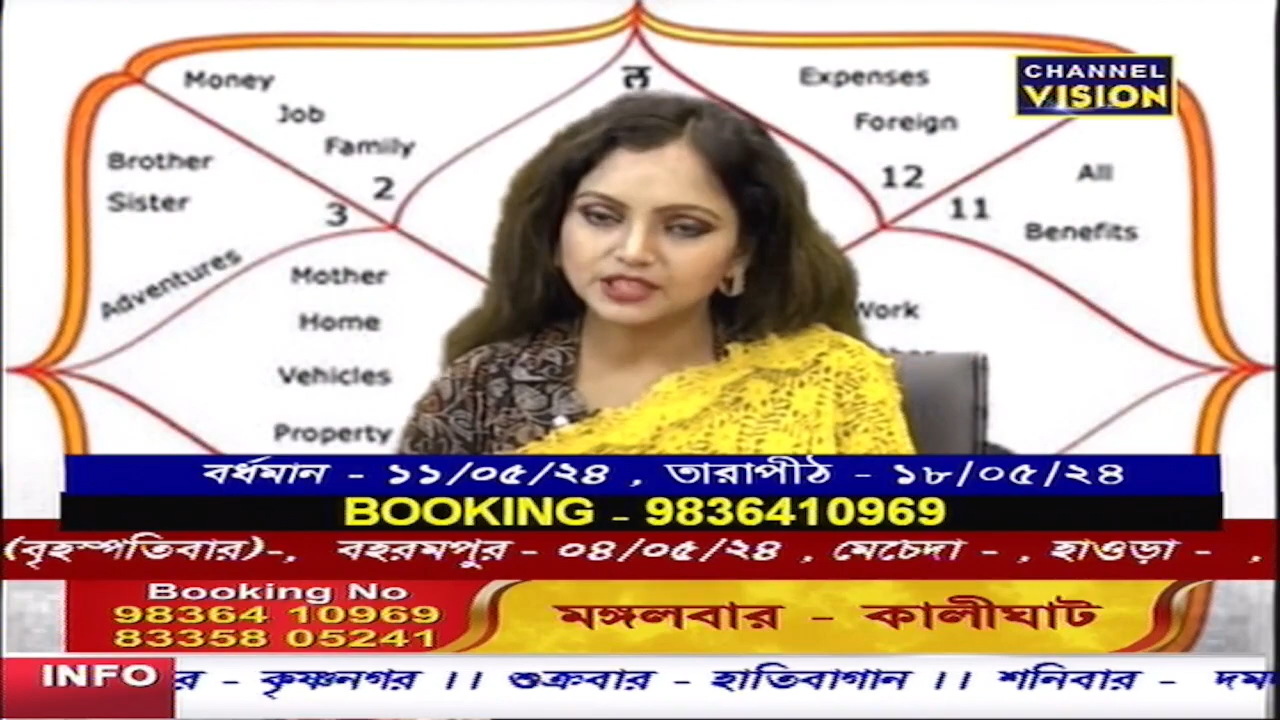 ल
Money
Job
Family
Brother
Sister
2
3
Adventures
Mother
Home
Vehicles
Property
Expenses
Foreign
12
11
All
Benefits
Work
CHANNEL
VISION
বর্ধমান - ১১/০৫/২৪ , তারাপীঠ - ১৮/০৫/২৪
BOOKING - 9836410969
(বৃহস্পতিবার)-, বহরমপুর - ০৪/০৫/২৪ , মেচেদা - , হাওড়া - ,
Booking No
98364 10969
83358 05241
মঙ্গলবার - কালীঘাট
INFO
র - কৃষ্ণনগর ।। শুক্রবার - হাতিবাগান ।। শনিবার -